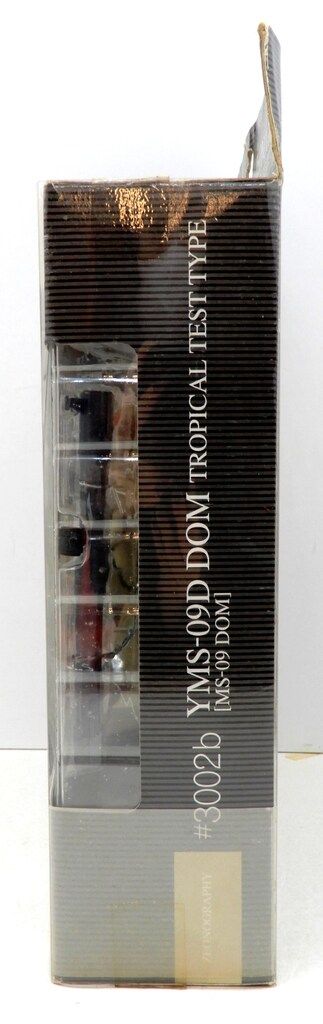 #3002b YMS-09D DOM TROPICAL TEST TYPE
[MS-09 DOM]
ZEONOGRAPHY